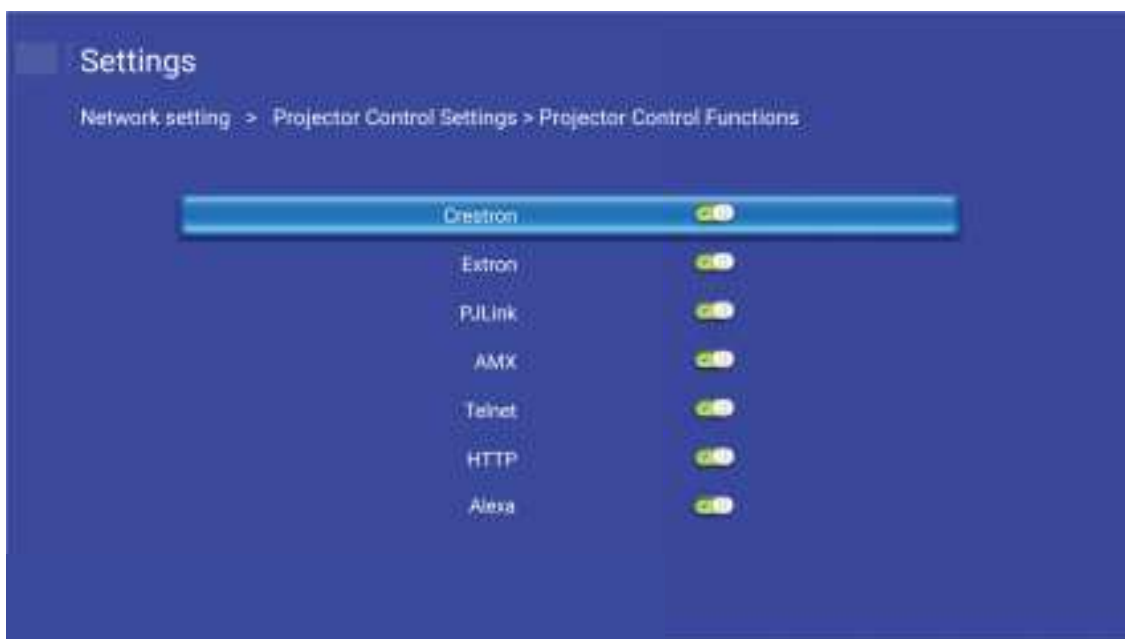 Settings
Network setting > Projector Control Settings > Projector Control Functions
Crestron
Extron
PJLink
AMX
Telnet
HTTP
Alexa